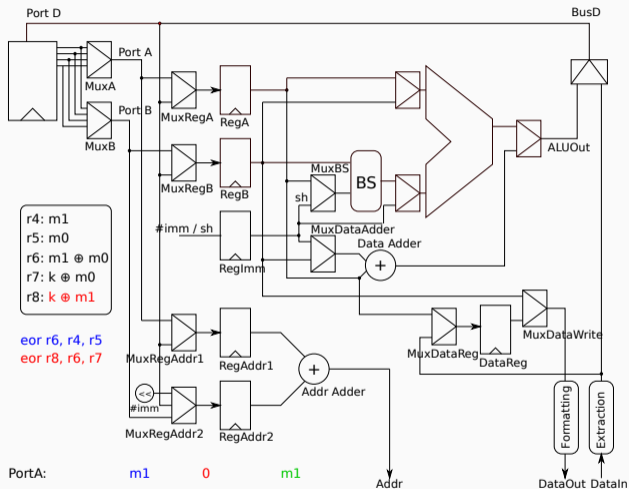 Port D
BusD
Port A
MuxA
Port B
MuxB
MuxRegA
RegA
MuxRegB
RegB
MuxBS
BS
sh
ALUOut
#imm / sh
RegImm
MuxDataAdder
Data Adder
+
r4: m1
r5: m0
r6: m1 ⊕ m0
r7: k ⊕ m0
r8: k ⊕ m1
eor r6, r4, r5
eor r8, r6, r7
MuxRegAddr1
RegAddr1
+
Addr Adder
<<
#imm
MuxRegAddr2
RegAddr2
MuxDataReg
DataReg
MuxDataWrite
Formatting
Extraction
PortA:
m1
0
m1
Addr
DataOut
DataIn